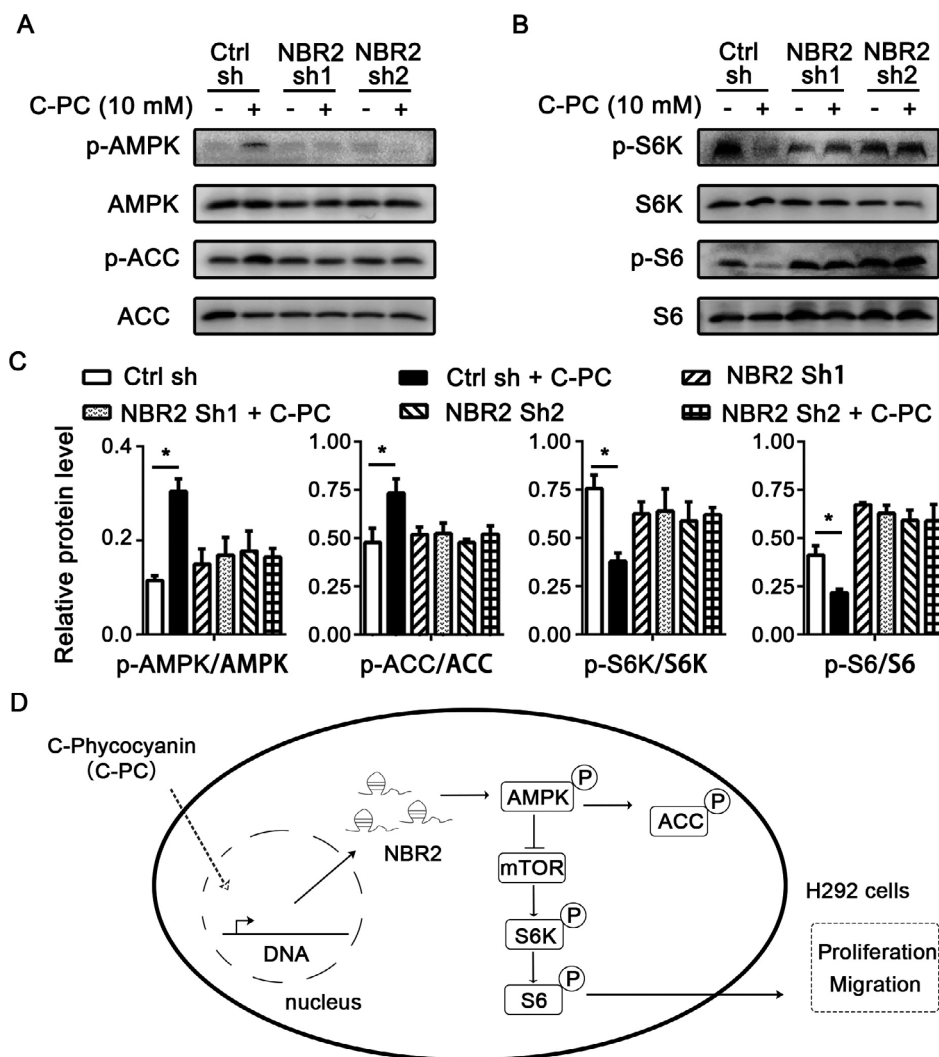 A
Ctrl sh NBR2 sh1 NBR2 sh2
C-PC (10 mM) - + - + - +
p-AMPK
AMPK
p-ACC
ACC
B
Ctrl sh NBR2 sh1 NBR2 sh2
C-PC (10 mM) - + - + - +
p-S6K
S6K
p-S6
S6
C
Ctrl sh Ctrl sh + C-PC NBR2 Sh1
NBR2 Sh1 + C-PC NBR2 Sh2 NBR2 Sh2 + C-PC
Relative protein level
0.4
0.2
0.0
*
p-AMPK/AMPK
1.00
0.75
0.50
0.25
0.00
*
p-ACC/ACC
1.00
0.75
0.50
0.25
0.00
*
p-S6K/S6K
1.00
0.75
0.50
0.25
0.00
*
p-S6/S6
D
C-Phycocyanin
(C-PC)
NBR2
DNA
nucleus
AMPK P
ACC P
mTOR
S6K P
S6 P
H292 cells
Proliferation
Migration